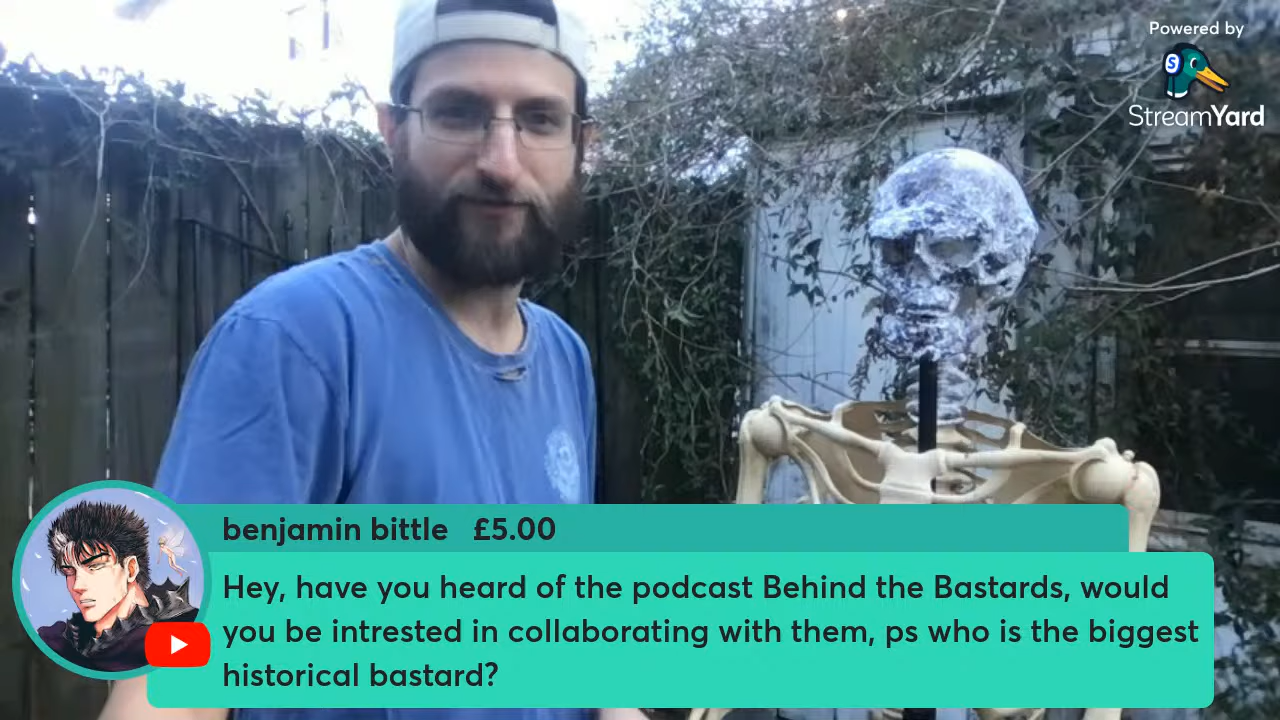 Powered by
StreamYard
benjamin bittle £5.00
Hey, have you heard of the podcast Behind the Bastards, would
you be intrested in collaborating with them, ps who is the biggest
historical bastard?